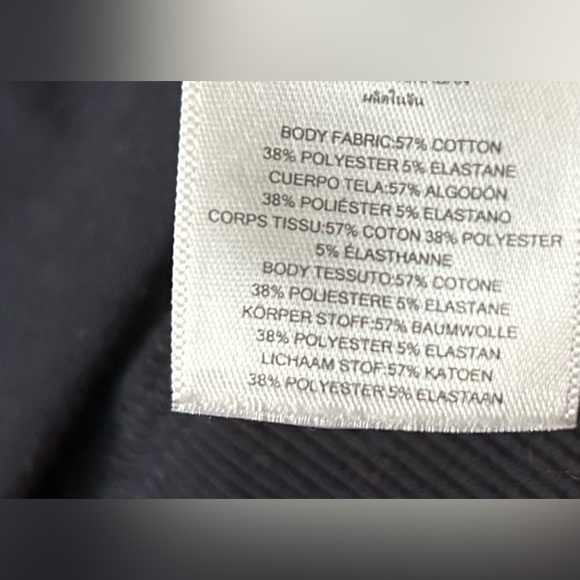 ผลิตในจีน
BODY FABRIC:57% COTTON
38% POLYESTER 5% ELASTANE
CUERPO TELA:57% ALGODÓN
38% POLIÉSTER 5% ELASTANO
CORPS TISSU:57% COTON 38% POLYESTER
5% ÉLASTHANNE
BODY TESSUTO:57% COTONE
38% POLIESTERE 5% ELASTANE
KÖRPER STOFF:57% BAUMWOLLE
38% POLYESTER 5% ELASTAN
LICHAAM STOF:57% KATOEN
38% POLYESTER 5% ELASTAAN